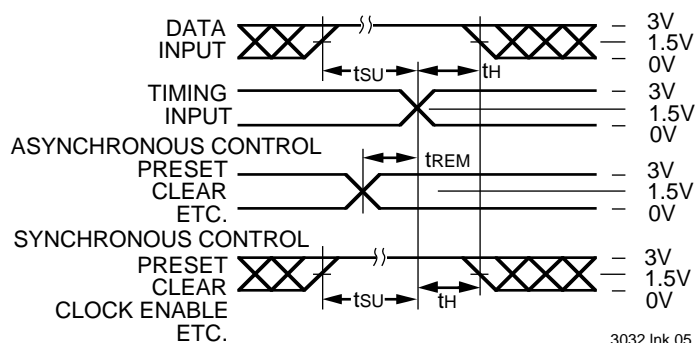 DATA INPUT
3V
1.5V
0V
tSU
tH
TIMING INPUT
3V
1.5V
0V
ASYNCHRONOUS CONTROL
PRESET
CLEAR
ETC.
tREM
3V
1.5V
0V
SYNCHRONOUS CONTROL
PRESET
CLEAR
CLOCK ENABLE
ETC.
tSU
tH
3V
1.5V
0V
3032 lnk 05